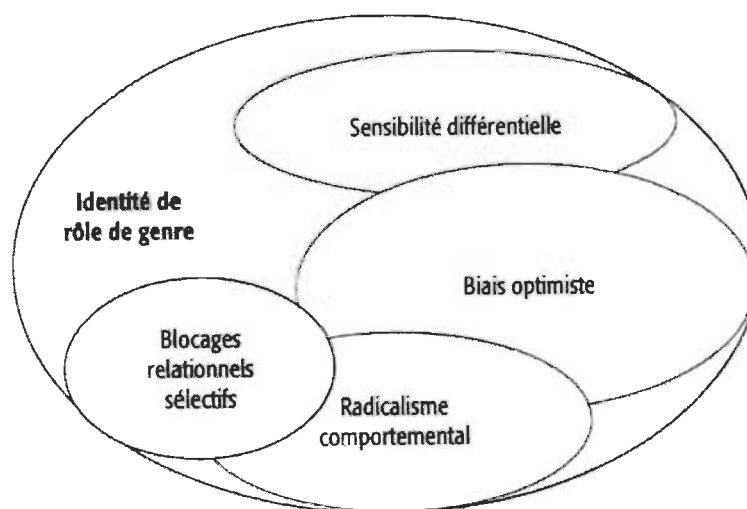 Sensibilité différentielle
Identité de
rôle de genre
Biais optimiste
Blocages
relationnels
sélectifs
Radicalisme
comportemental